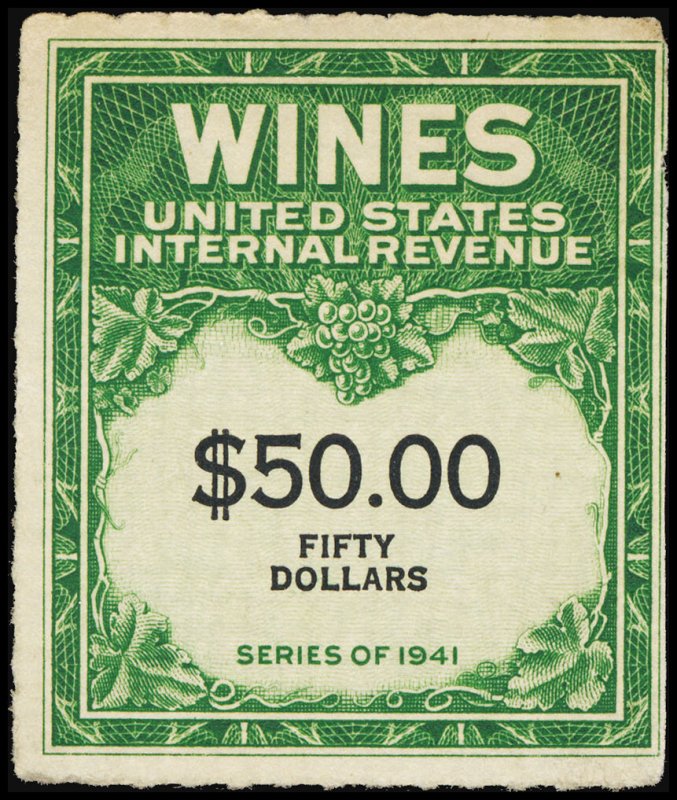 WINES
UNITED STATES
INTERNAL REVENUE
$50.00
FIFTY
DOLLARS
SERIES OF 1941